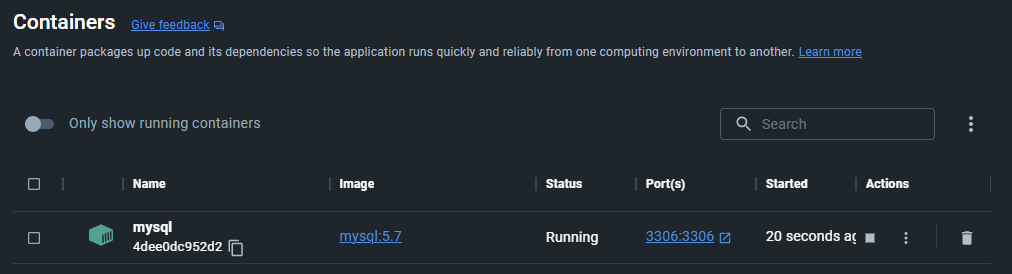 Containers Give feedback
A container packages up code and its dependencies so the application runs quickly and reliably from one computing environment to another. Learn more
Only show running containers
Search
Name Image Status Port(s) Started Actions
mysql
4dee0dc952d2 mysql:5.7 Running 3306:3306 20 seconds ag